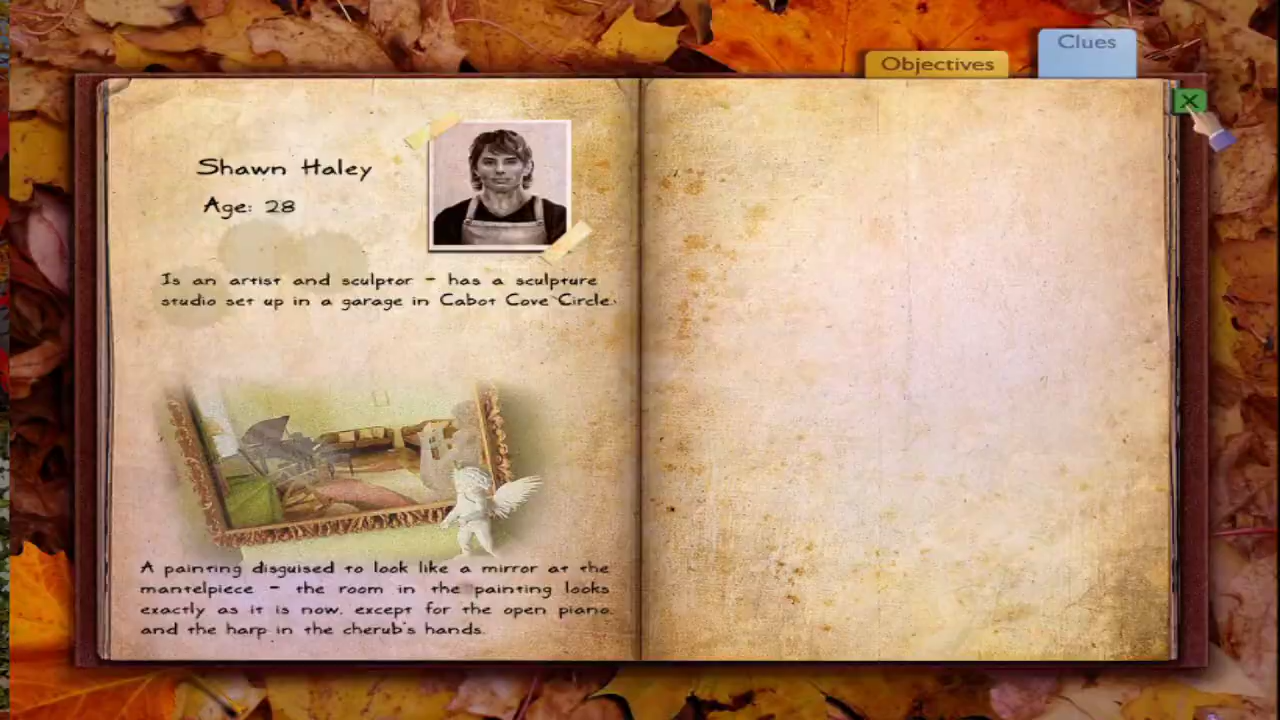 Clues
Objectives
Shawn Haley
Age: 28
Is an artist and sculptor - has a sculpture
studio set up in a garage in Cabot Cove Circle.
A painting disguised to look like a mirror at the
mantelpiece - the room in the painting looks
exactly as it is now, except for the open piano,
and the harp in the cherub's hands.